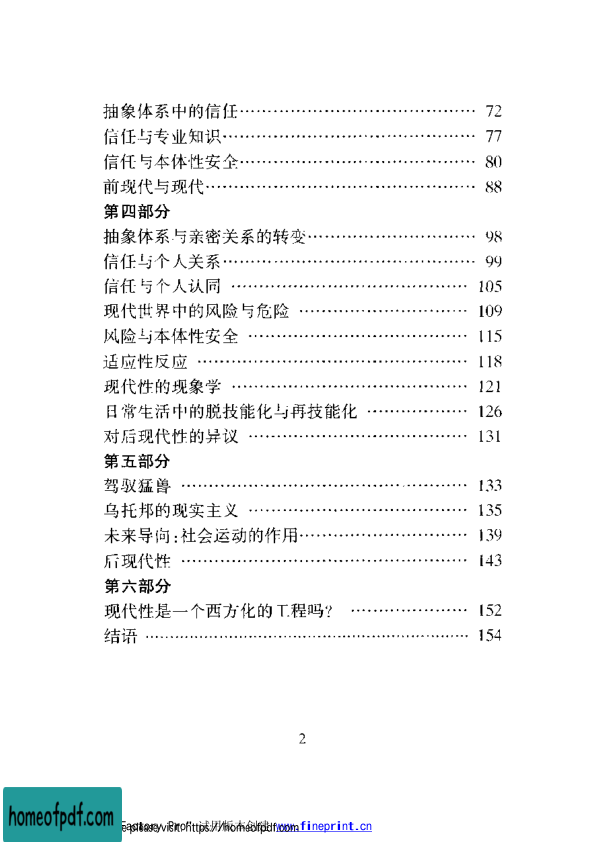 抽象体系中的信任…………………………………… 72
信任与专业知识……………………………………… 77
信任与本体性安全…………………………………… 80
前现代与现代………………………………………… 88
第四部分
抽象体系与亲密关系的转变………………………… 98
信任与个人关系……………………………………… 99
信任与个人认同 …………………………………… 105
现代世界中的风险与危险 ………………………… 109
风险与本体性安全 ………………………………… 115
适应性反应 ………………………………………… 118
现代性的现象学 …………………………………… 121
日常生活中的脱技能化与再技能化 ……………… 126
对后现代性的异议 ………………………………… 131
第五部分
驾驭猛兽 …………………………………………… 133
乌托邦的现实主义 ………………………………… 135
未来导向:社会运动的作用………………………… 139
后现代性 …………………………………………… 143
第六部分
现代性是一个西方化的工程吗? ………………… 152
结语 ………………………………………………… 154
2
homeofpdf.com
Factory Pro" 试用版本创建 www.fineprint.cn
please visit: https://homeofpdf.com